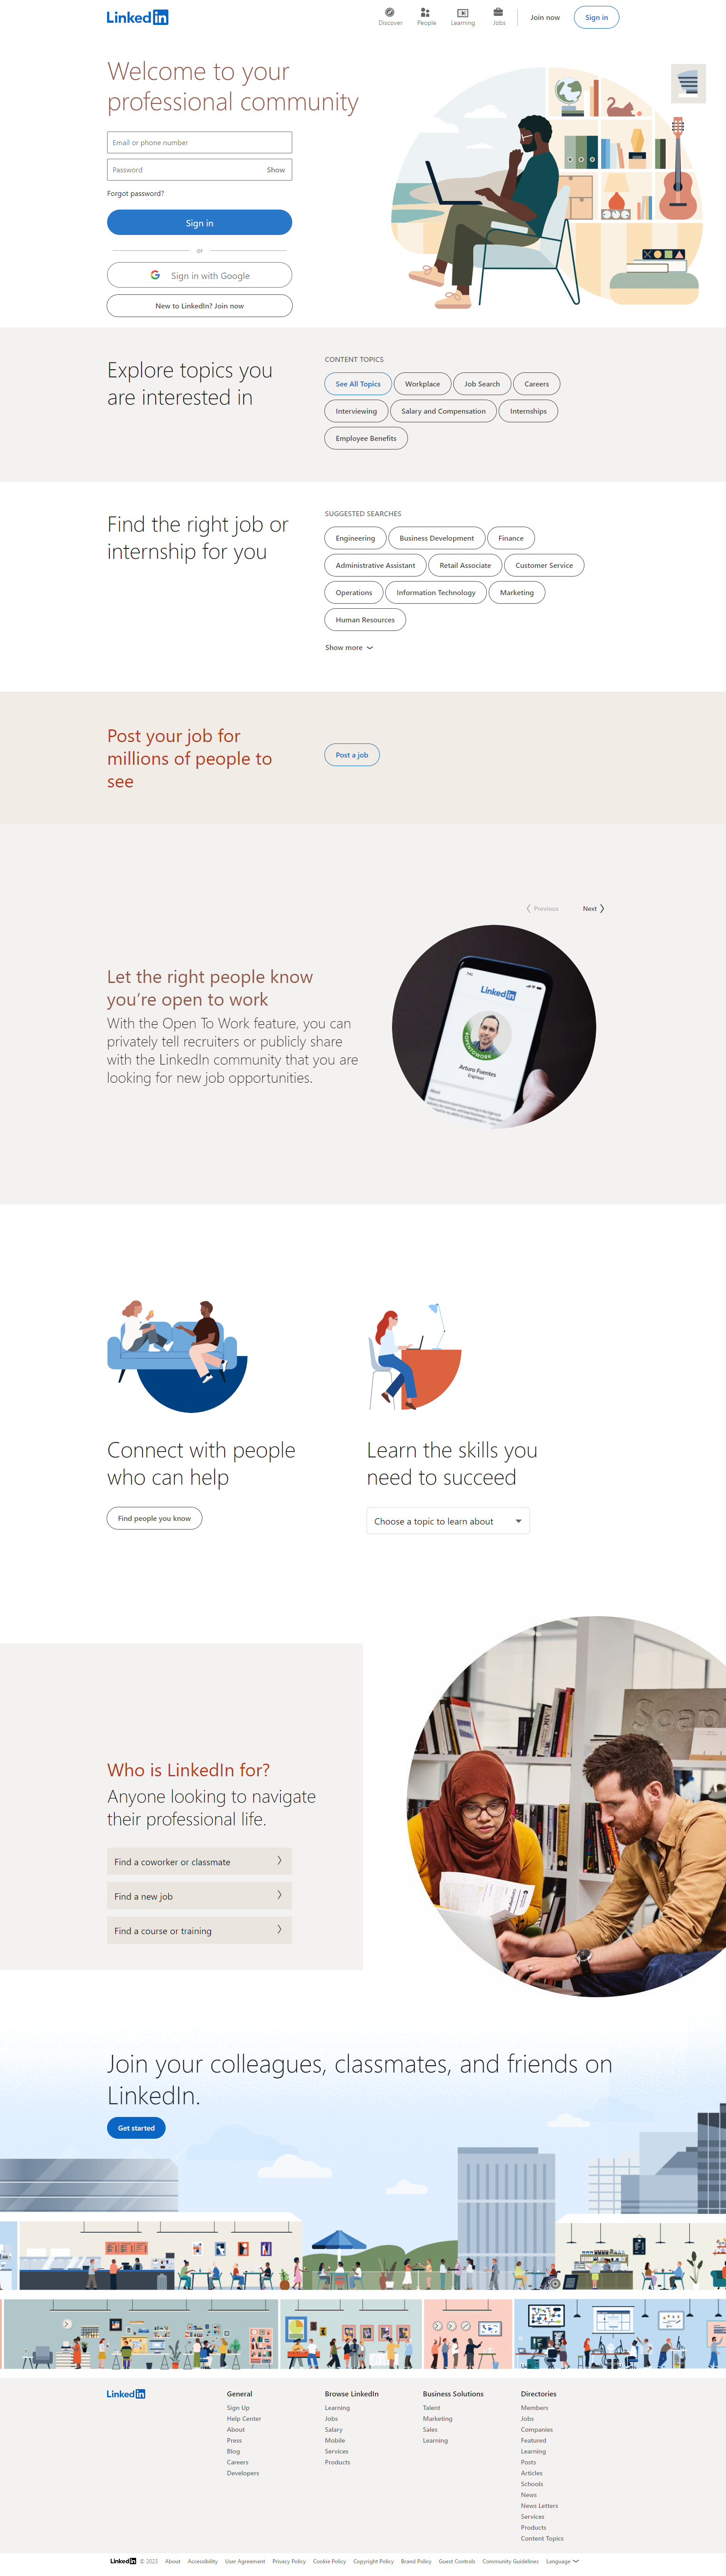 LinkedIn
Discover
People
Learning
Jobs
Join now
Sign in
Welcome to your
professional community
Email or phone number
Password
Show
Forgot password?
Sign in
or
Sign in with Google
New to LinkedIn? Join now
Explore topics you
are interested in
CONTENT TOPICS
See All Topics
Workplace
Job Search
Careers
Interviewing
Salary and Compensation
Internships
Employee Benefits
Find the right job or
internship for you
SUGGESTED SEARCHES
Engineering
Business Development
Finance
Administrative Assistant
Retail Associate
Customer Service
Operations
Information Technology
Marketing
Human Resources
Show more
Post your job for
millions of people to
see
Post a job
Previous
Next
Let the right people know
you’re open to work
With the Open To Work feature, you can
privately tell recruiters or publicly share
with the LinkedIn community that you are
looking for new job opportunities.
LinkedIn
#OPENTOWORK
Arturo Fuentes
Engineer
Connect with people
who can help
Find people you know
Learn the skills you
need to succeed
Choose a topic to learn about
Who is LinkedIn for?
Anyone looking to navigate
their professional life.
Find a coworker or classmate
Find a new job
Find a course or training
Join your colleagues, classmates, and friends on
LinkedIn.
Get started
LinkedIn
General
Sign Up
Help Center
About
Press
Blog
Careers
Developers
Browse LinkedIn
Learning
Jobs
Salary
Mobile
Services
Products
Business Solutions
Talent
Marketing
Sales
Learning
Directories
Members
Jobs
Companies
Featured
Learning
Posts
Articles
Schools
News
News Letters
Services
Products
Content Topics
LinkedIn © 2023 About Accessibility User Agreement Privacy Policy Cookie Policy Copyright Policy Brand Policy Guest Controls Community Guidelines Language